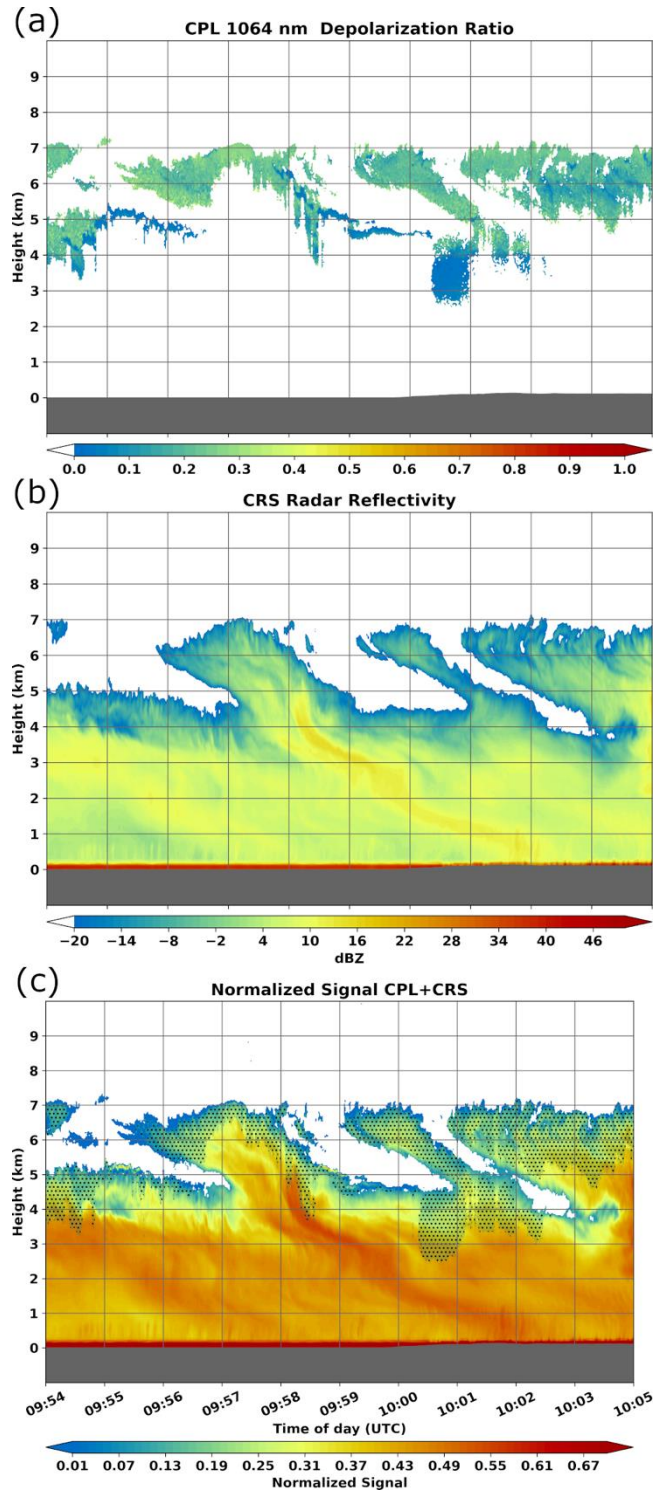 (a)
CPL 1064 nm  Depolarization Ratio
9
8
7
6
5
4
3
2
1
0
Height (km)
0.0 0.1 0.2 0.3 0.4 0.5 0.6 0.7 0.8 0.9 1.0
(b)
CRS Radar Reflectivity
9
8
7
6
5
4
3
2
1
0
Height (km)
−20 −14 −8 −2 4 10 16 22 28 34 40 46
dBZ
(c)
Normalized Signal CPL+CRS
9
8
7
6
5
4
3
2
1
0
Height (km)
09:54 09:55 09:56 09:57 09:58 09:59 10:00 10:01 10:02 10:03 10:05
Time of day (UTC)
0.01 0.07 0.13 0.19 0.25 0.31 0.37 0.43 0.49 0.55 0.61 0.67
Normalized Signal